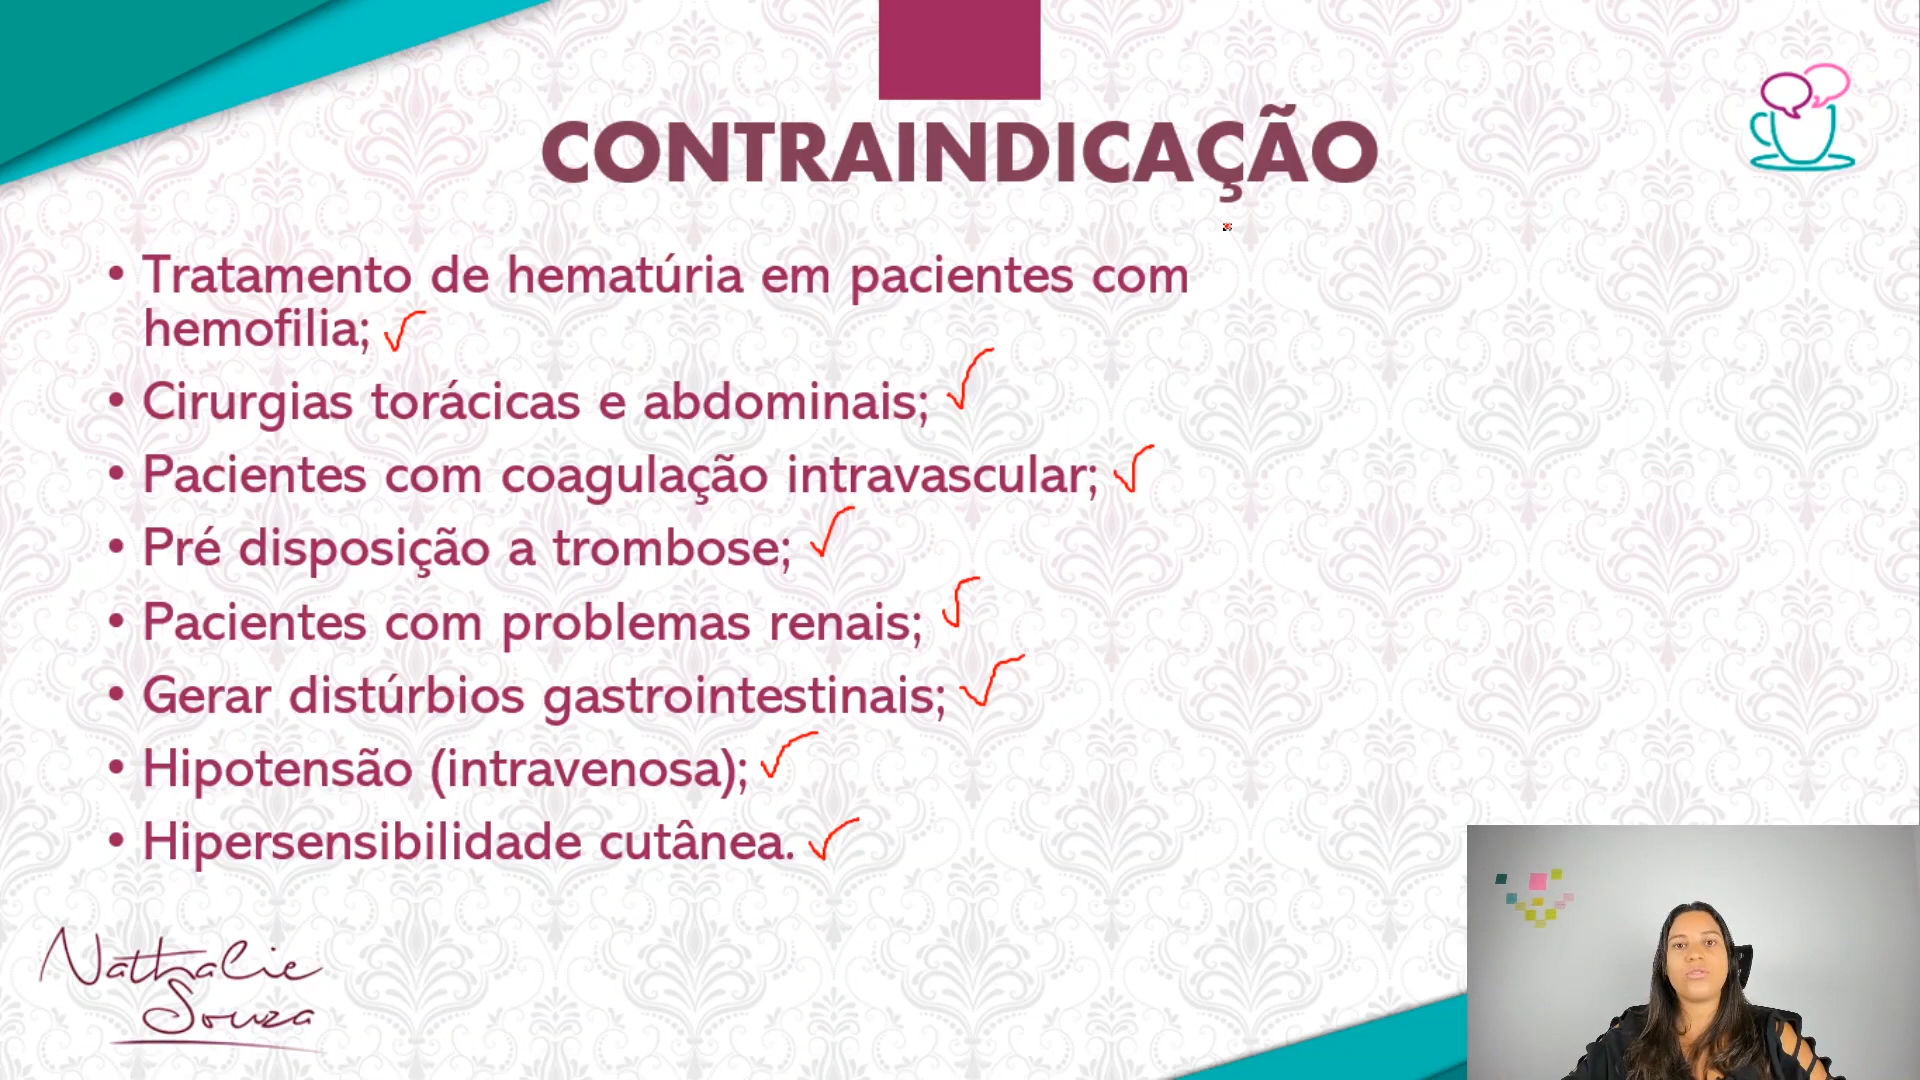 CONTRAINDICAÇÃO
• Tratamento de hematúria em pacientes com
hemofilia;
• Cirurgias torácicas e abdominais;
• Pacientes com coagulação intravascular;
• Pré disposição a trombose;
• Pacientes com problemas renais;
• Gerar distúrbios gastrointestinais;
• Hipotensão (intravenosa);
• Hipersensibilidade cutânea.
Nathalie
Souza